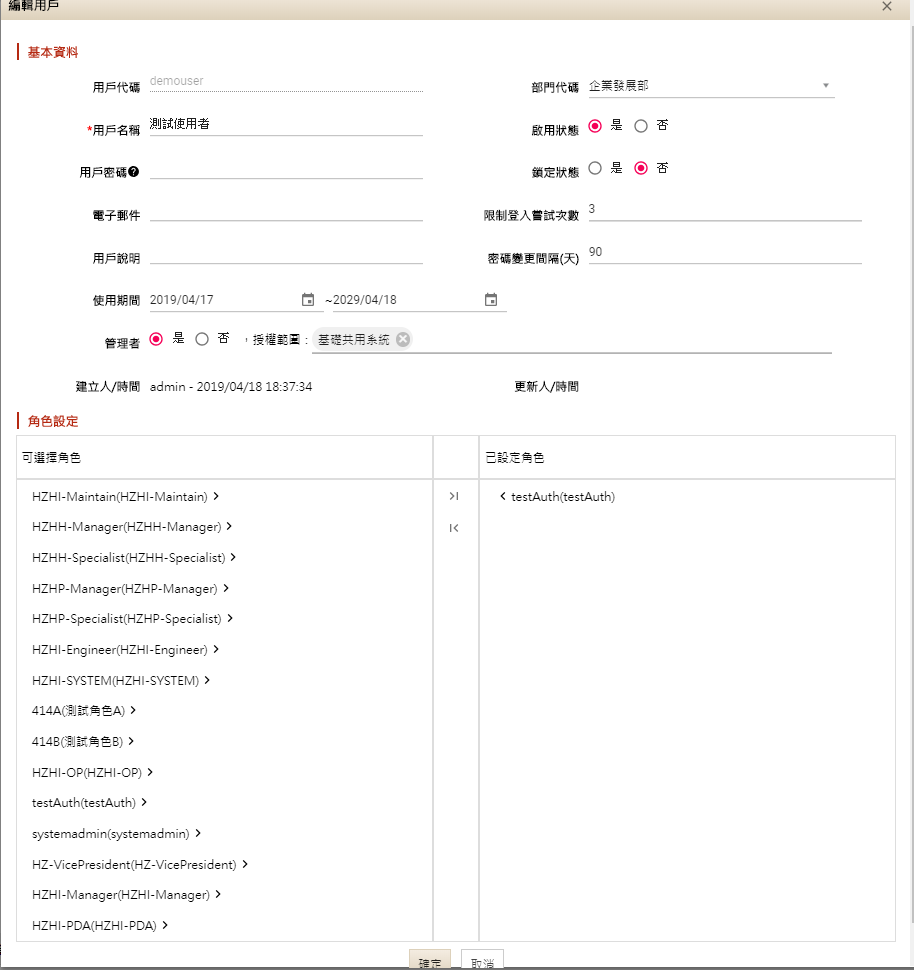 編輯用戶
基本資料
用戶代碼 demouser 部門代碼 企業發展部
*用戶名稱 測試使用者 啟用狀態 是 否
用戶密碼 鎖定狀態 是 否
電子郵件 限制登入嘗試次數 3
用戶說明 密碼變更間隔(天) 90
使用期間 2019/04/17 ~2029/04/18
管理者 是 否 ，授權範圍： 基礎共用系統
建立人/時間 admin - 2019/04/18 18:37:34 更新人/時間
角色設定
可選擇角色 已設定角色
HZHI-Maintain(HZHI-Maintain) testAuth(testAuth)
HZHH-Manager(HZHH-Manager)
HZHH-Specialist(HZHH-Specialist)
HZHP-Manager(HZHP-Manager)
HZHP-Specialist(HZHP-Specialist)
HZHI-Engineer(HZHI-Engineer)
HZHI-SYSTEM(HZHI-SYSTEM)
414A(測試角色A)
414B(測試角色B)
HZHI-OP(HZHI-OP)
testAuth(testAuth)
systemadmin(systemadmin)
HZ-VicePresident(HZ-VicePresident)
HZHI-Manager(HZHI-Manager)
HZHI-PDA(HZHI-PDA)
確定 取消